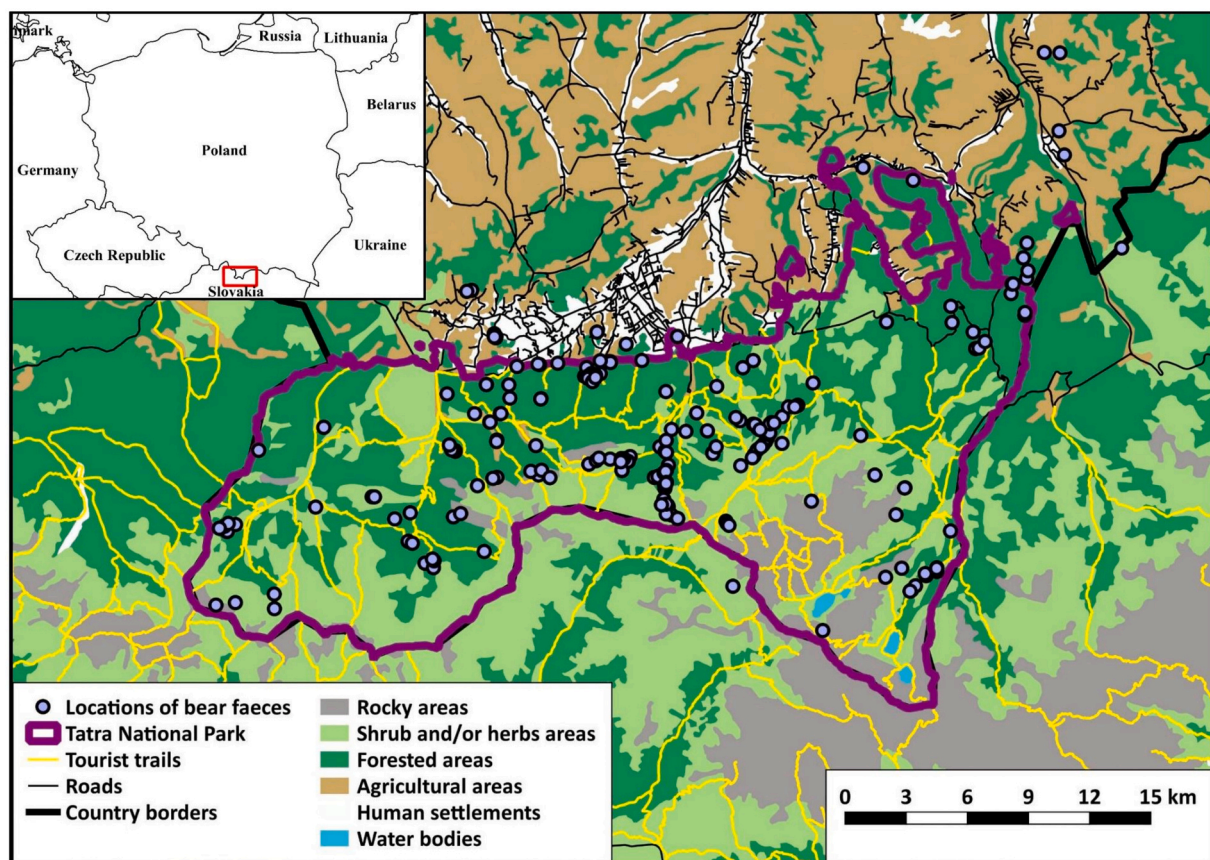 mark
Russia
Lithuania
Belarus
Poland
Germany
Czech Republic
Ukraine
Slovakia
Locations of bear faeces
Tatra National Park
Tourist trails
Roads
Country borders
Rocky areas
Shrub and/or herbs areas
Forested areas
Agricultural areas
Human settlements
Water bodies
0 3 6 9 12 15 km